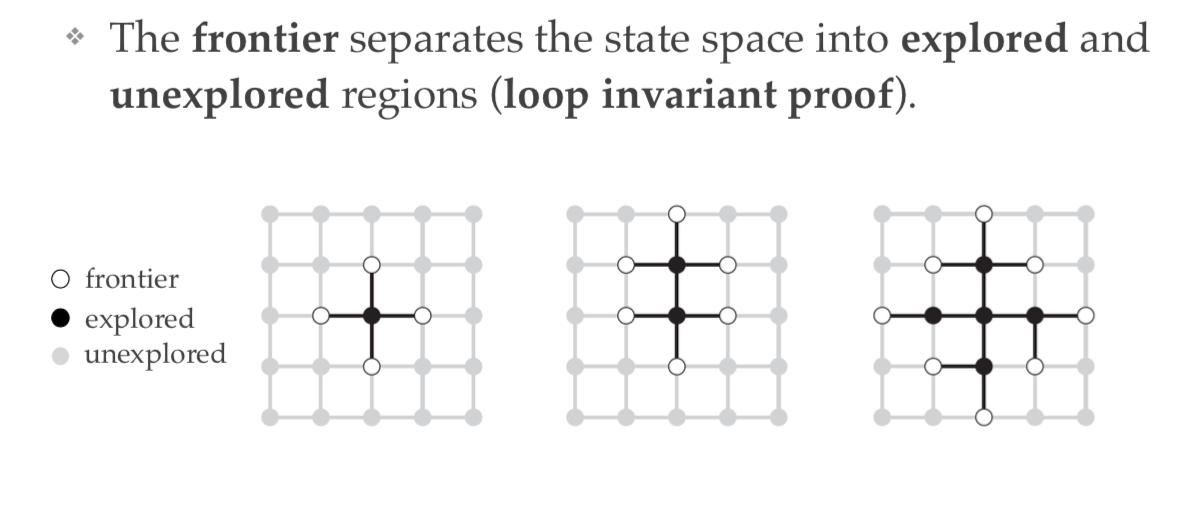 ❖ The frontier separates the state space into explored and
unexplored regions (loop invariant proof).
frontier
explored
unexplored